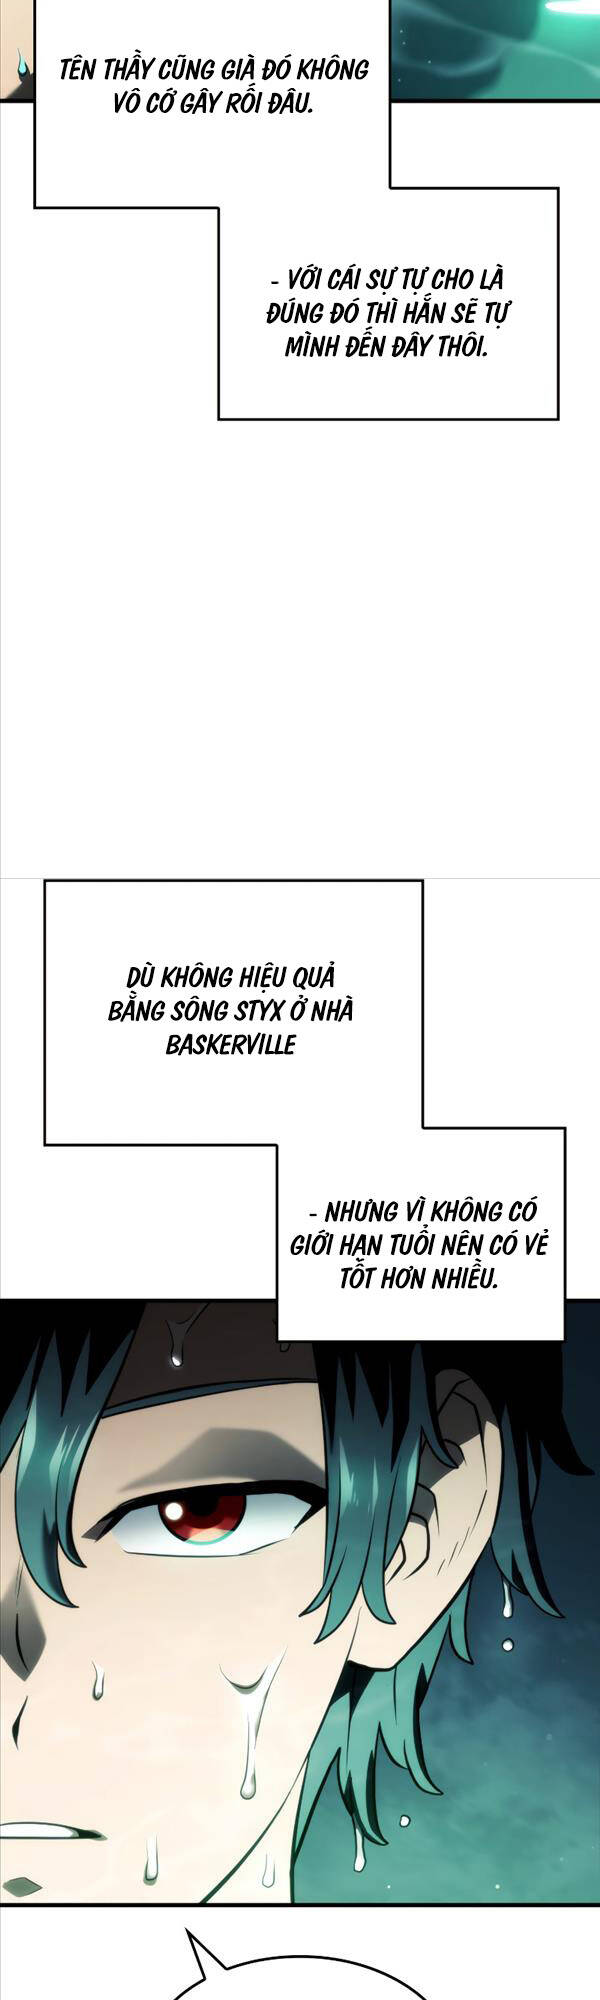 TÊN THẦY CŨNG GIÀ ĐÓ KHÔNG
VÔ CỚ GÂY RỐI ĐÂU.
- VỚI CÁI SỰ TỰ CHO LÀ
ĐÚNG ĐÓ THÌ HẮN SẼ TỰ
MÌNH ĐẾN ĐÂY THÔI.
DÙ KHÔNG HIỆU QUẢ
BẰNG SÔNG STYX Ở NHÀ
BASKERVILLE
- NHƯNG VÌ KHÔNG CÓ
GIỚI HẠN TUỔI NÊN CÓ VẺ
TỐT HƠN NHIỀU.